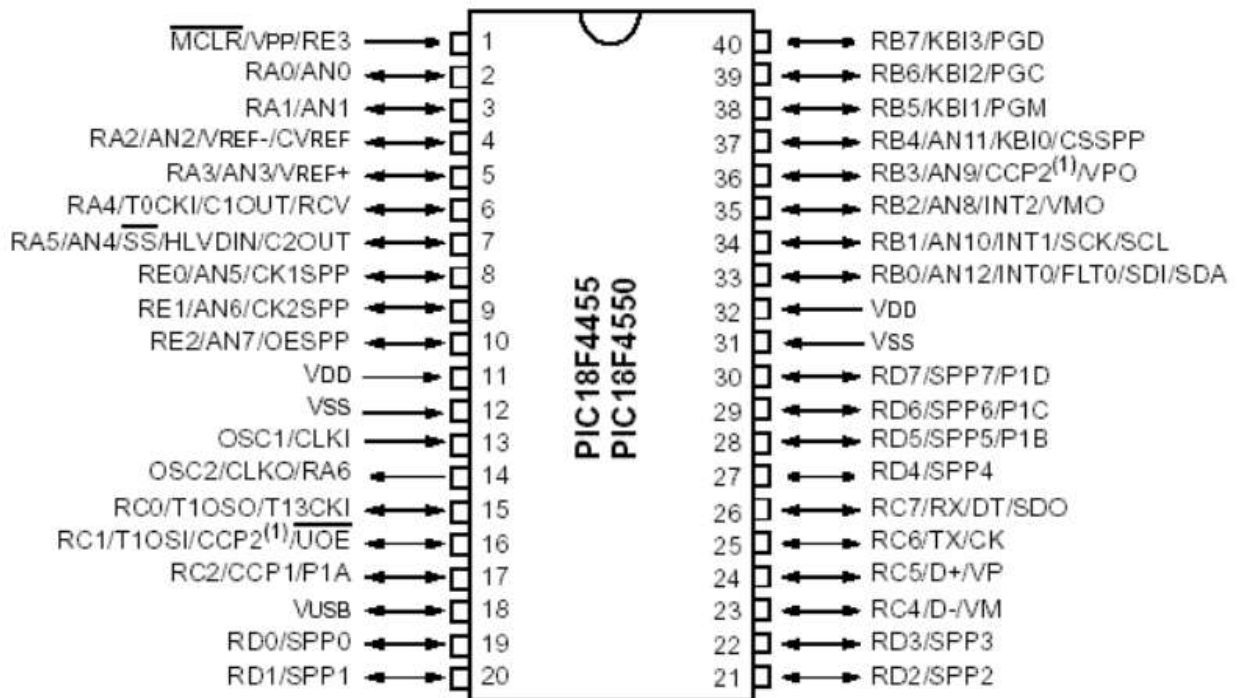 MCLR/VPP/RE3 1 40 RB7/KBI3/PGD
RA0/AN0 2 39 RB6/KBI2/PGC
RA1/AN1 3 38 RB5/KBI1/PGM
RA2/AN2/VREF-/CVREF 4 37 RB4/AN11/KBI0/CSSPP
RA3/AN3/VREF+ 5 36 RB3/AN9/CCP2(1)/VPO
RA4/T0CKI/C1OUT/RCV 6 35 RB2/AN8/INT2/VMO
RA5/AN4/SS/HLVDIN/C2OUT 7 34 RB1/AN10/INT1/SCK/SCL
RE0/AN5/CK1SPP 8 33 RB0/AN12/INT0/FLT0/SDI/SDA
RE1/AN6/CK2SPP 9 32 VDD
RE2/AN7/OESPP 10 31 VSS
VDD 11 30 RD7/SPP7/P1D
VSS 12 29 RD6/SPP6/P1C
OSC1/CLKI 13 28 RD5/SPP5/P1B
OSC2/CLKO/RA6 14 27 RD4/SPP4
RC0/T1OSO/T13CKI 15 26 RC7/RX/DT/SDO
RC1/T1OSI/CCP2(1)/UOE 16 25 RC6/TX/CK
RC2/CCP1/P1A 17 24 RC5/D+/VP
VUSB 18 23 RC4/D-/VM
RD0/SPP0 19 22 RD3/SPP3
RD1/SPP1 20 21 RD2/SPP2
PIC18F4455
PIC18F4550